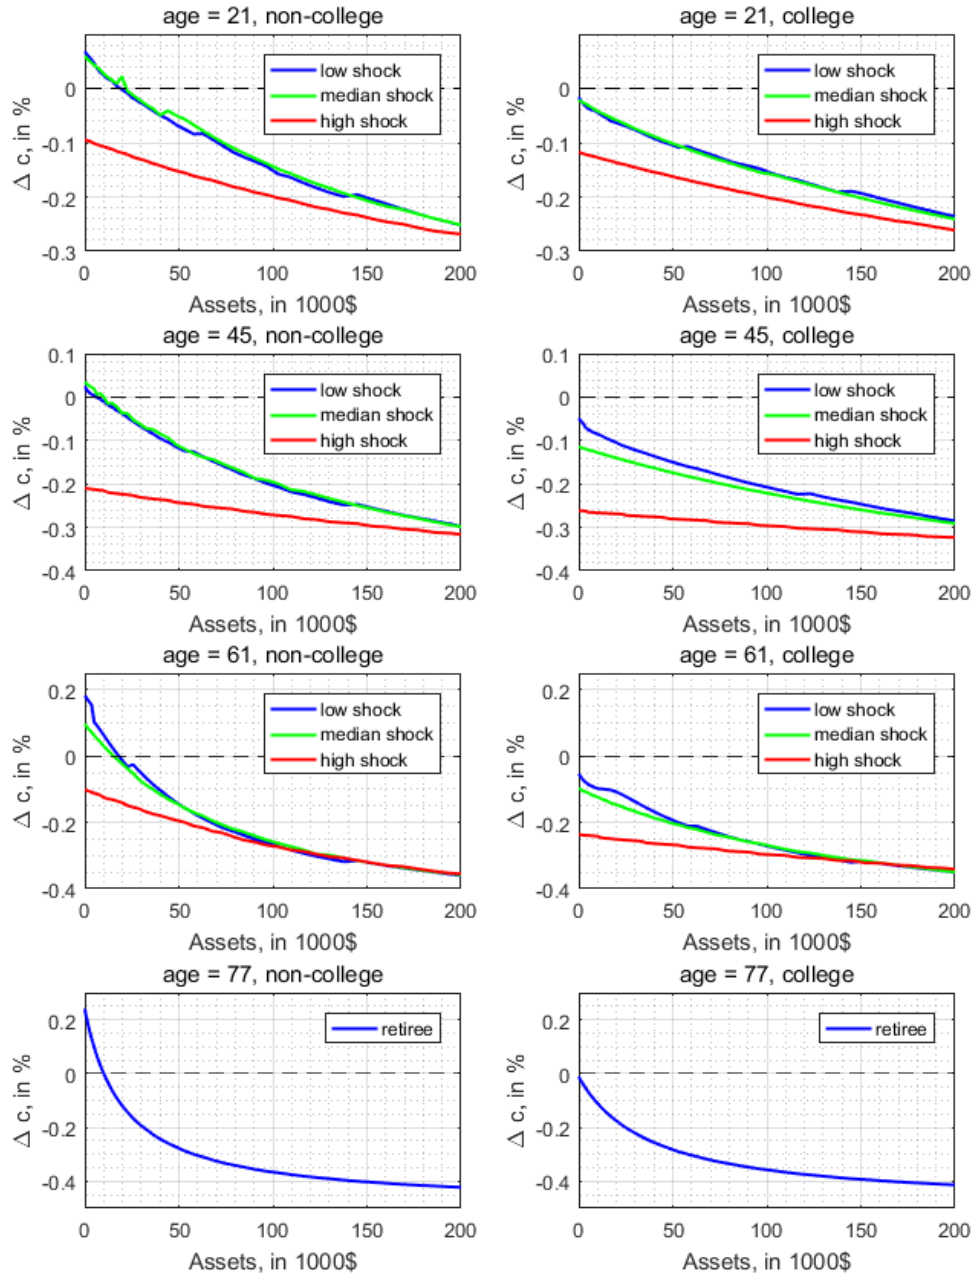 age = 21, non-college
0
-0.1
-0.2
-0.3
Δ c, in %
low shock
median shock
high shock
0 50 100 150 200
Assets, in 1000$
age = 21, college
0
-0.1
-0.2
-0.3
Δ c, in %
low shock
median shock
high shock
0 50 100 150 200
Assets, in 1000$
age = 45, non-college
0.1
0
-0.1
-0.2
-0.3
-0.4
Δ c, in %
low shock
median shock
high shock
0 50 100 150 200
Assets, in 1000$
age = 45, college
0.1
0
-0.1
-0.2
-0.3
-0.4
Δ c, in %
low shock
median shock
high shock
0 50 100 150 200
Assets, in 1000$
age = 61, non-college
0.2
0
-0.2
-0.4
Δ c, in %
low shock
median shock
high shock
0 50 100 150 200
Assets, in 1000$
age = 61, college
0.2
0
-0.2
-0.4
Δ c, in %
low shock
median shock
high shock
0 50 100 150 200
Assets, in 1000$
age = 77, non-college
0.2
0
-0.2
-0.4
Δ c, in %
retiree
0 50 100 150 200
Assets, in 1000$
age = 77, college
0.2
0
-0.2
-0.4
Δ c, in %
retiree
0 50 100 150 200
Assets, in 1000$